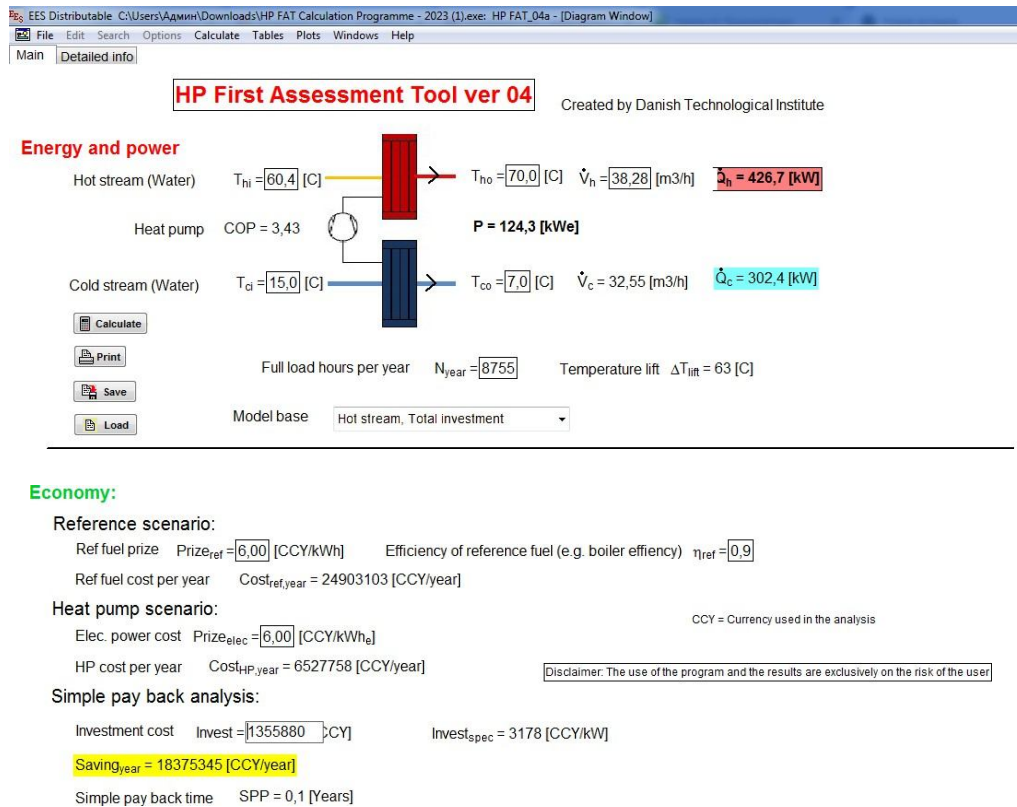 EES Distributable C:\Users\Админ\Downloads\HP FAT Calculation Programme - 2023 (1).exe: HP FAT_04a - [Diagram Window]
File Edit Search Options Calculate Tables Plots Windows Help
Main Detailed info
HP First Assessment Tool ver 04
Created by Danish Technological Institute
Energy and power
Hot stream (Water) Thi = 60,4 [C] Tho = 70,0 [C] V̇h = 38,28 [m3/h] Q̇h = 426,7 [kW]
Heat pump COP = 3,43 P = 124,3 [kWe]
Cold stream (Water) Tci = 15,0 [C] Tco = 7,0 [C] V̇c = 32,55 [m3/h] Q̇c = 302,4 [kW]
Calculate
Print
Full load hours per year Nyear = 8755 Temperature lift ΔTlift = 63 [C]
Save
Model base Hot stream, Total investment
Load
Economy:
Reference scenario:
Ref fuel prize Prizeref = 6,00 [CCY/kWh] Efficiency of reference fuel (e.g. boiler effiency) ηref = 0,9
Ref fuel cost per year Costref,year = 24903103 [CCY/year]
Heat pump scenario:
CCY = Currency used in the analysis
Elec. power cost Prizeelec = 6,00 [CCY/kWhe]
HP cost per year CostHP,year = 6527758 [CCY/year]
Disclaimer: The use of the program and the results are exclusively on the risk of the user
Simple pay back analysis:
Investment cost Invest = 1355880 CCY] Investspec = 3178 [CCY/kW]
Savingyear = 18375345 [CCY/year]
Simple pay back time SPP = 0,1 [Years]